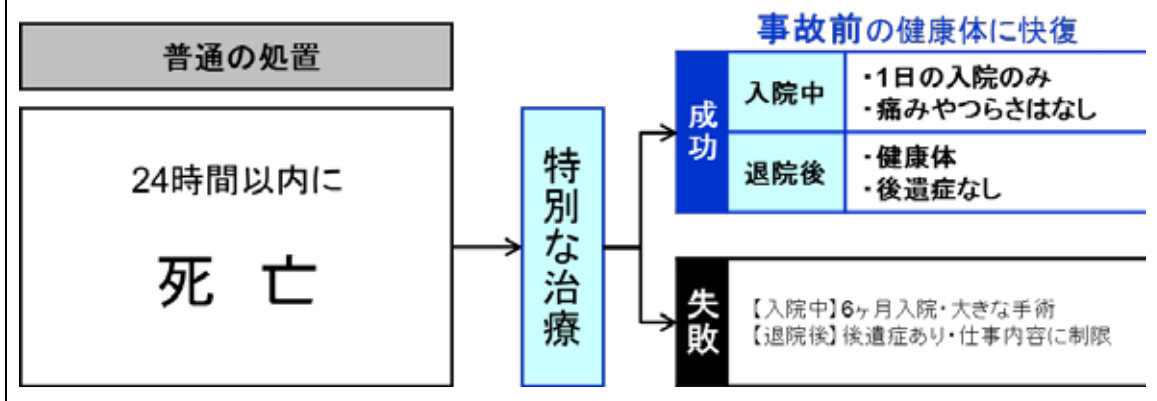 普通の処置
24時間以内に
死 亡
特別な治療
事故前の健康体に快復
成功
入院中
・1日の入院のみ
・痛みやつらさはなし
退院後
・健康体
・後遺症なし
失敗
【入院中】6ヶ月入院・大きな手術
【退院後】後遺症あり・仕事内容に制限